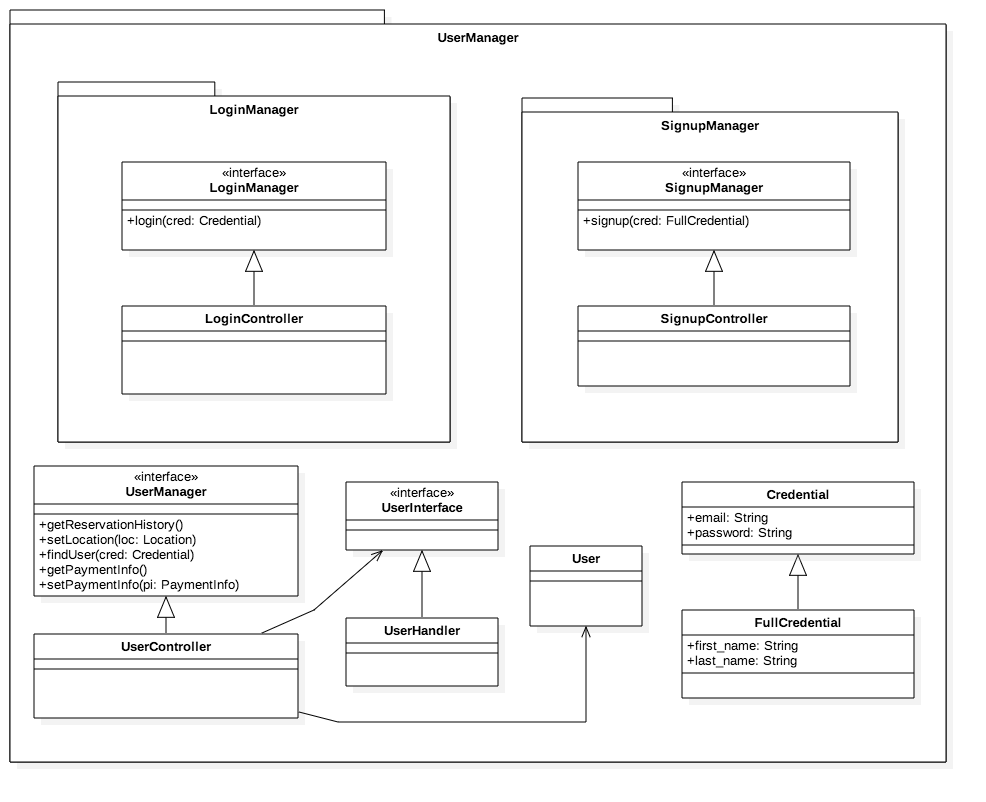 UserManager
LoginManager
«interface»
LoginManager
+login(cred: Credential)
LoginController
SignupManager
«interface»
SignupManager
+signup(cred: FullCredential)
SignupController
«interface»
UserManager
+getReservationHistory()
+setLocation(loc: Location)
+findUser(cred: Credential)
+getPaymentInfo()
+setPaymentInfo(pi: PaymentInfo)
UserController
«interface»
UserInterface
UserHandler
User
Credential
+email: String
+password: String
FullCredential
+first_name: String
+last_name: String